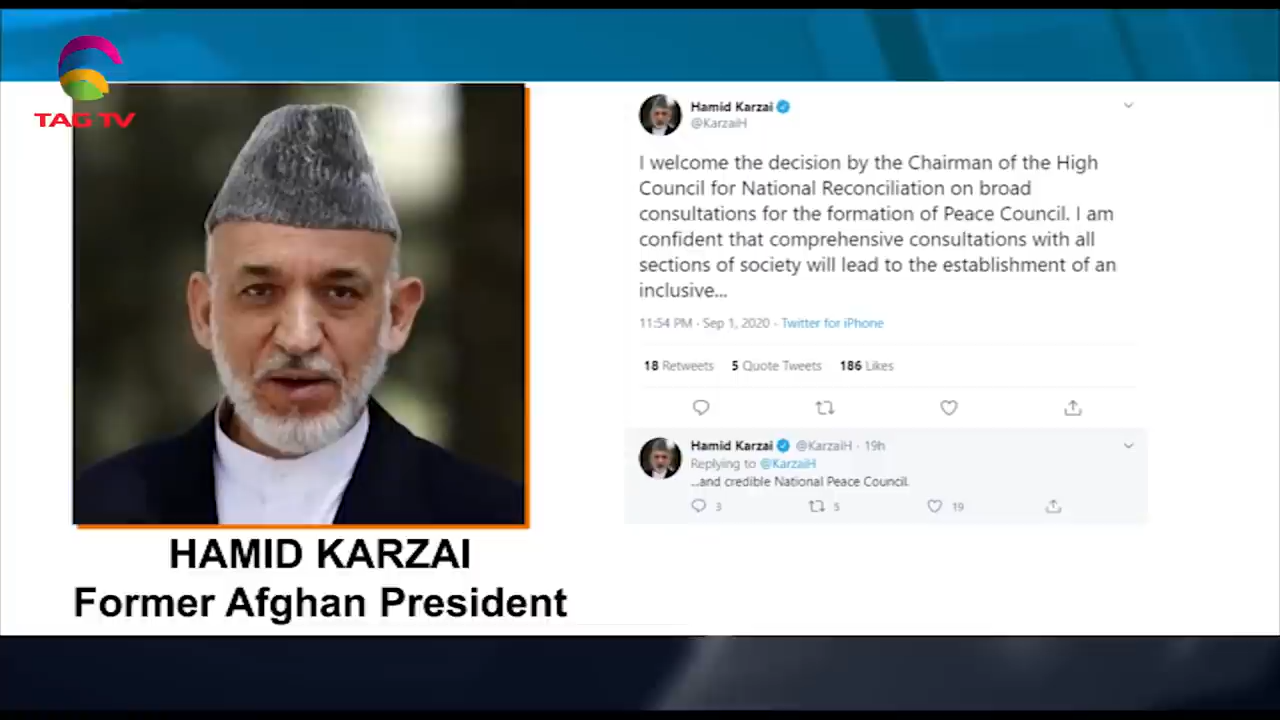 TAG TV
HAMID KARZAI
Former Afghan President
Hamid Karzai
@KarzaiH
I welcome the decision by the Chairman of the High
Council for National Reconciliation on broad
consultations for the formation of Peace Council. I am
confident that comprehensive consultations with all
sections of society will lead to the establishment of an
inclusive...
11:54 PM · Sep 1, 2020 · Twitter for iPhone
18 Retweets 5 Quote Tweets 186 Likes
Hamid Karzai @KarzaiH · 19h
Replying to @KarzaiH
...and credible National Peace Council.
3 5 19